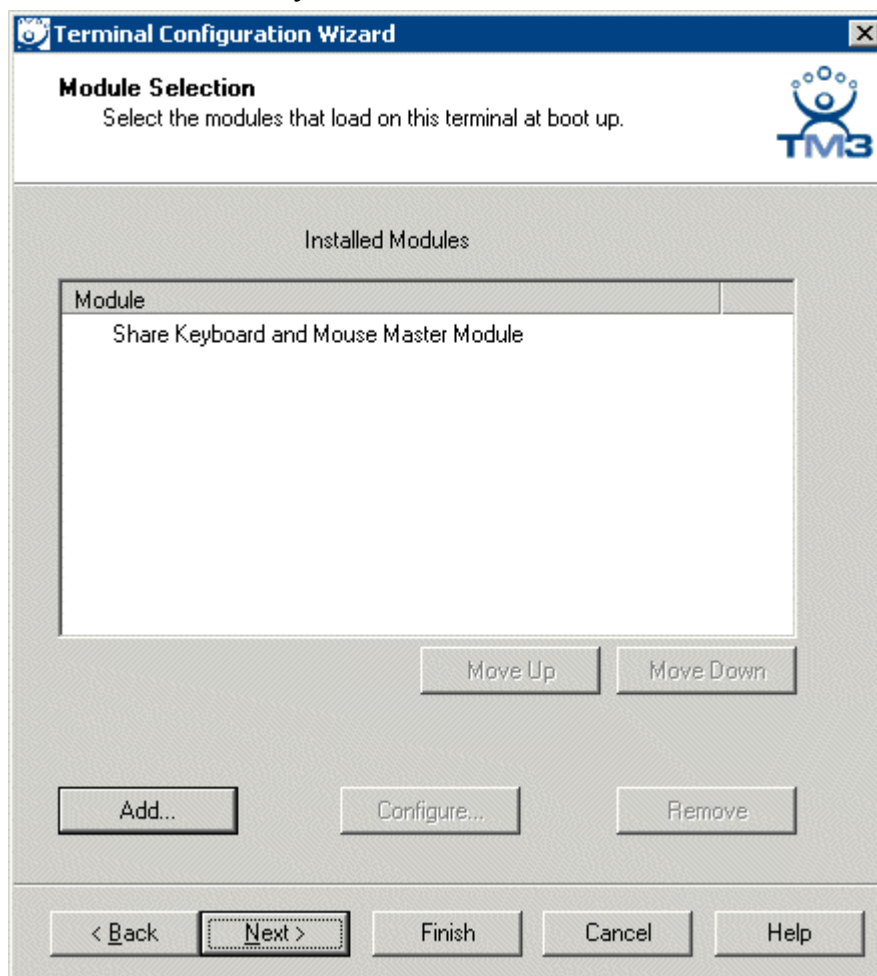 Terminal Configuration Wizard
Module Selection
Select the modules that load on this terminal at boot up.
TM3
Installed Modules
Module
Share Keyboard and Mouse Master Module
Move Up Move Down
Add... Configure... Remove
< Back Next > Finish Cancel Help